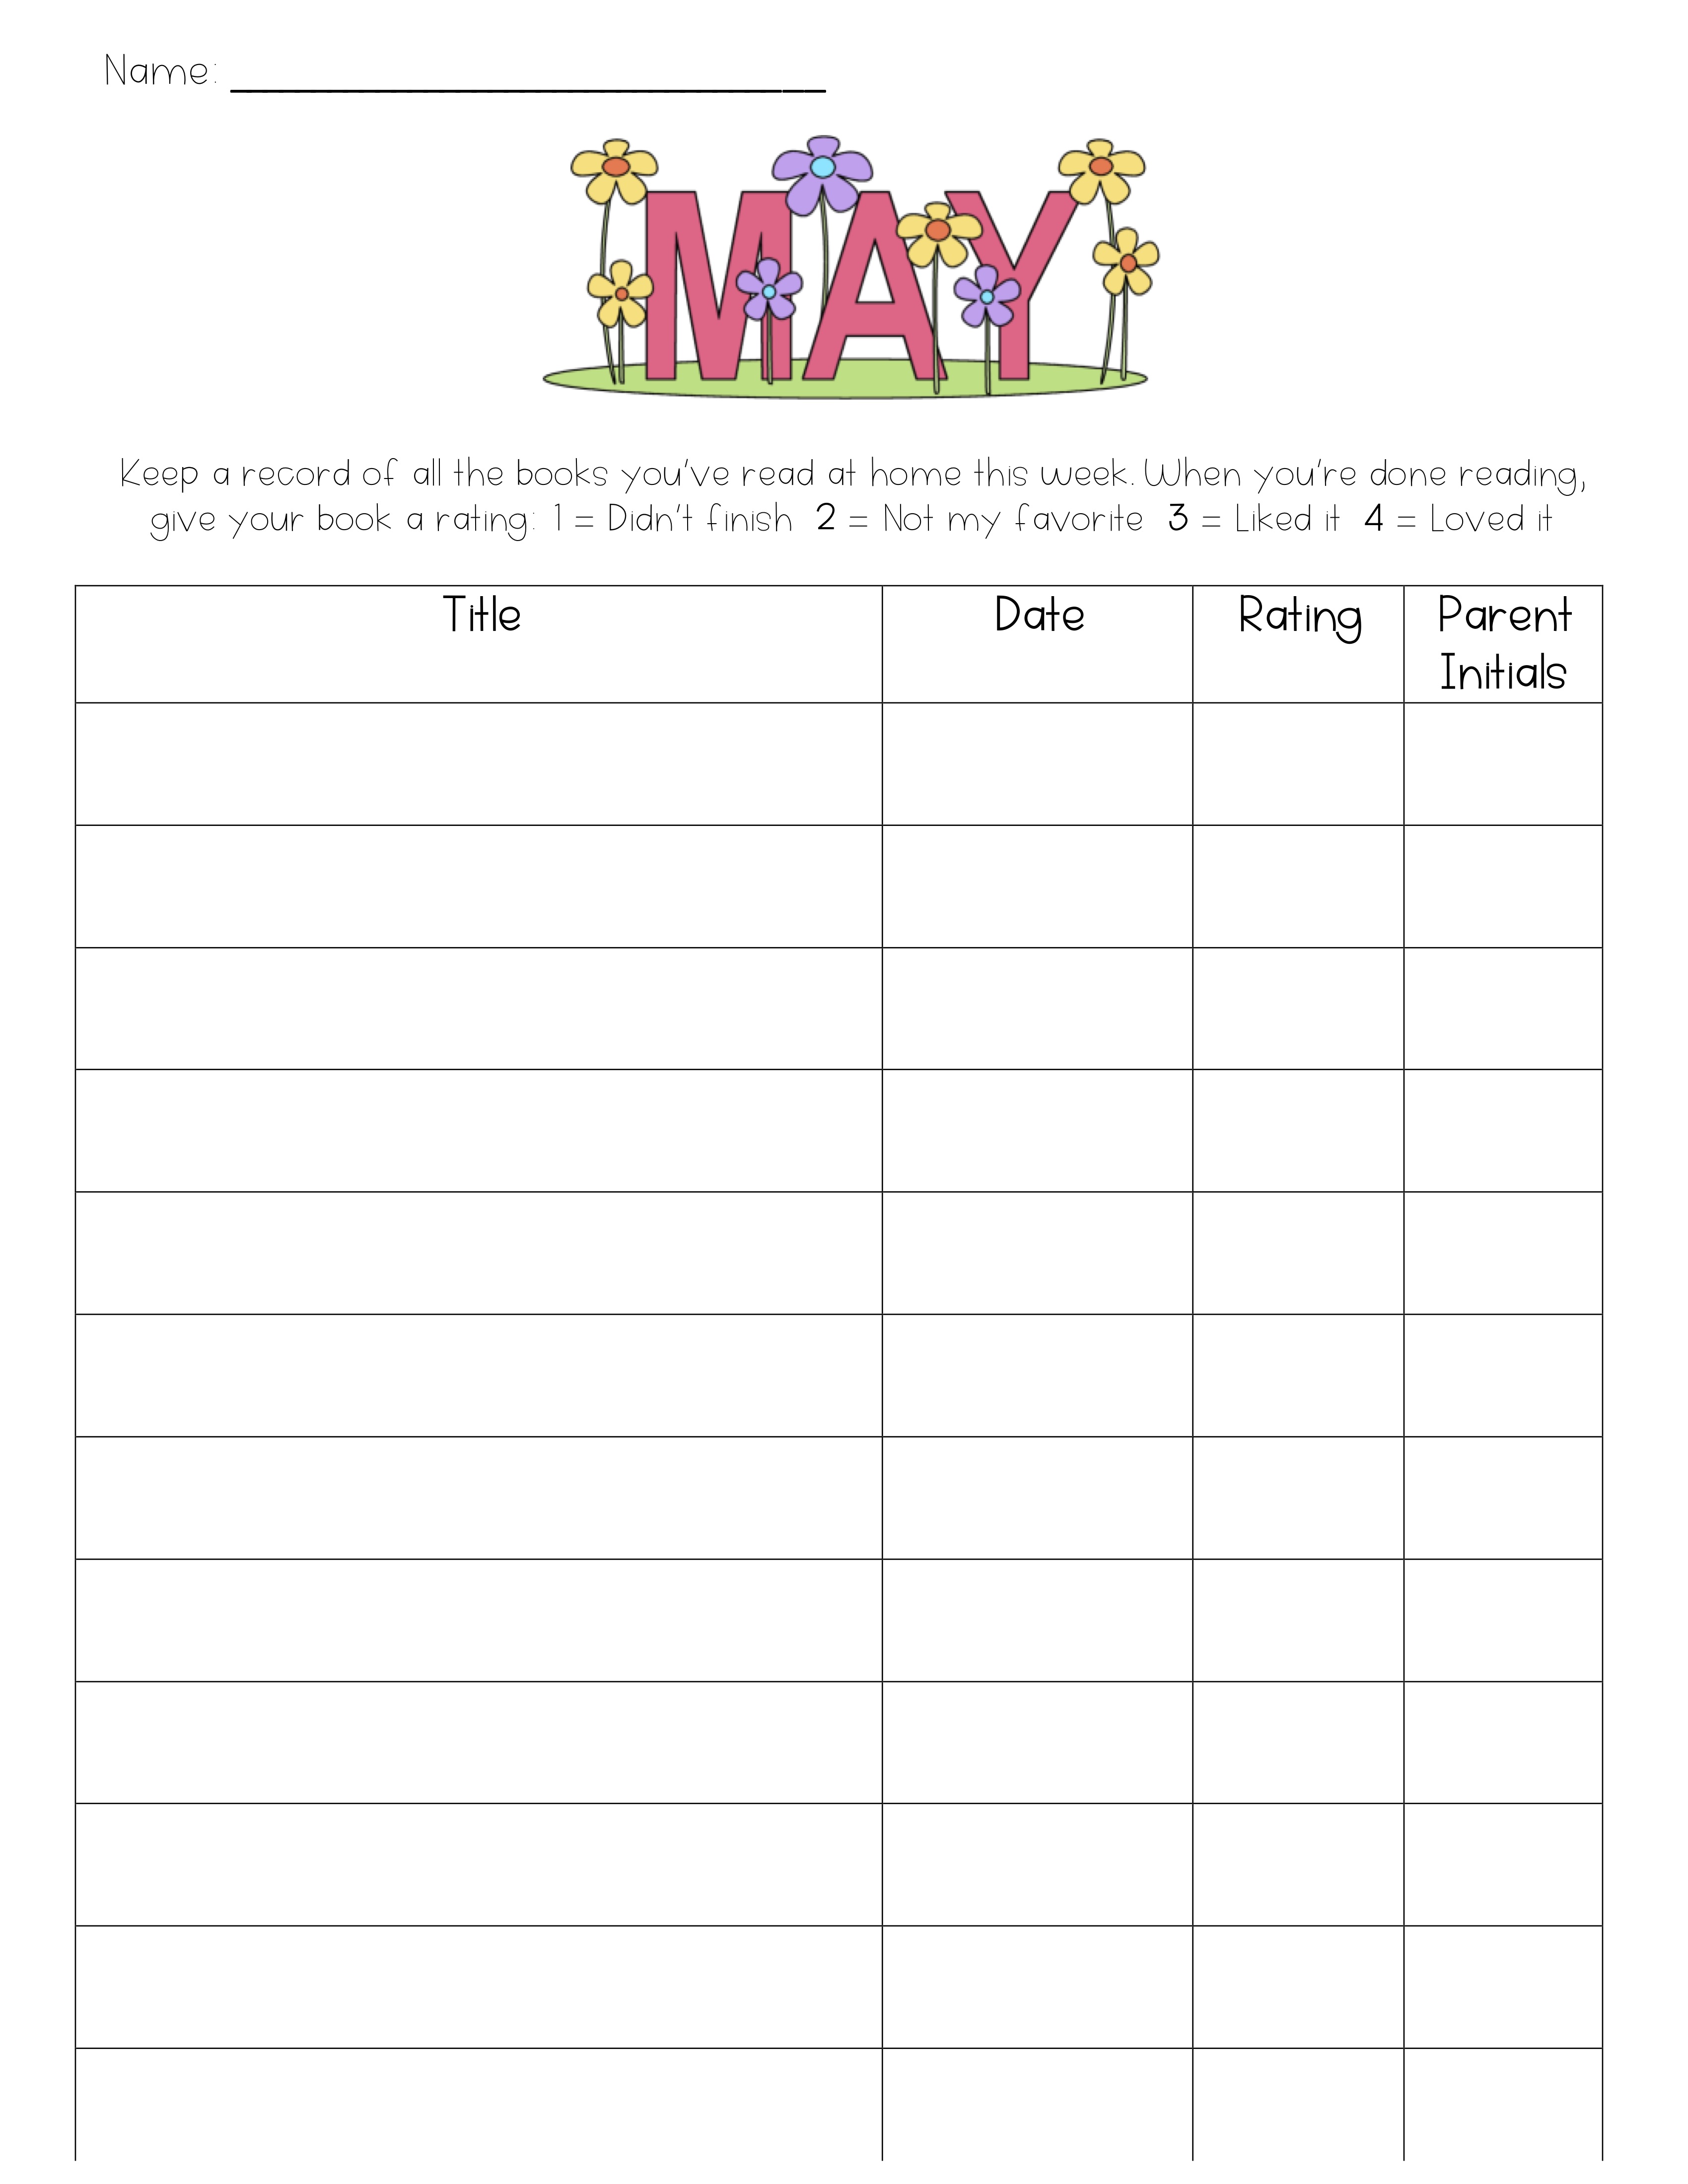 Name: ______________________________
MAY
Keep a record of all the books you've read at home this week. When you're done reading,
give your book a rating: 1 = Didn't finish 2 = Not my favorite 3 = Liked it 4 = Loved it
Title Date Rating Parent
Initials